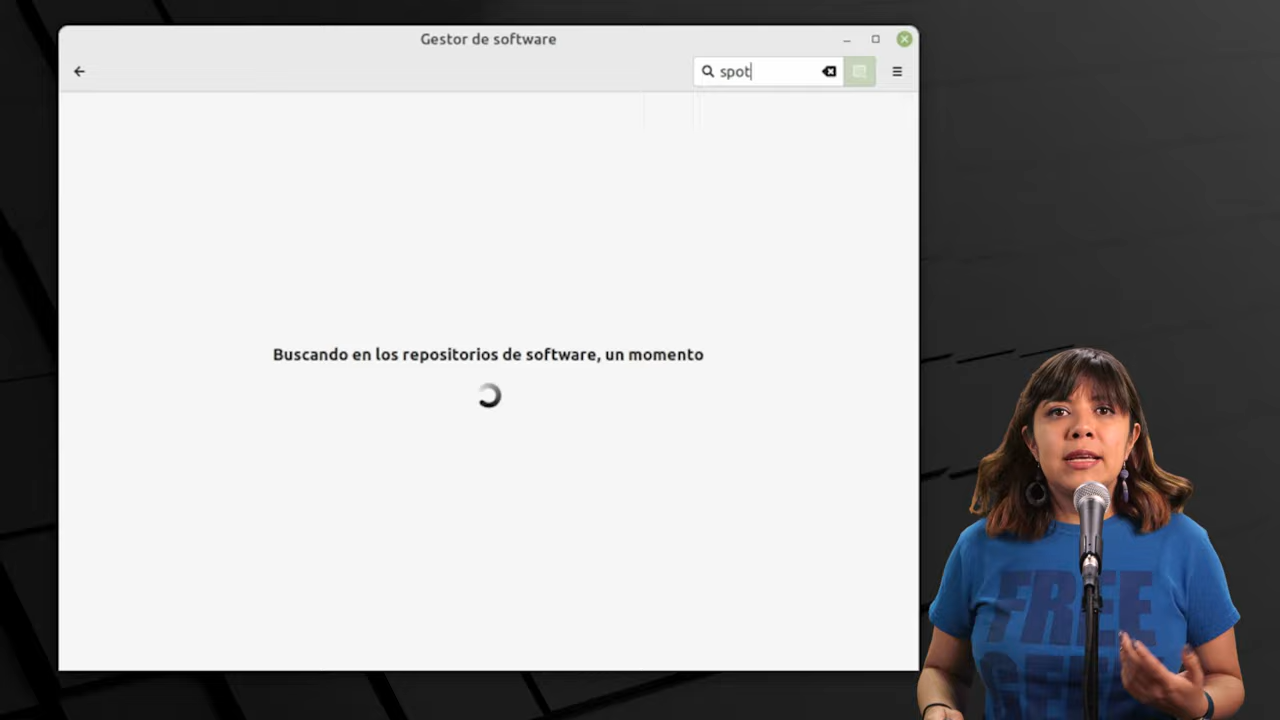 Gestor de software
spot
Buscando en los repositorios de software, un momento
FREE